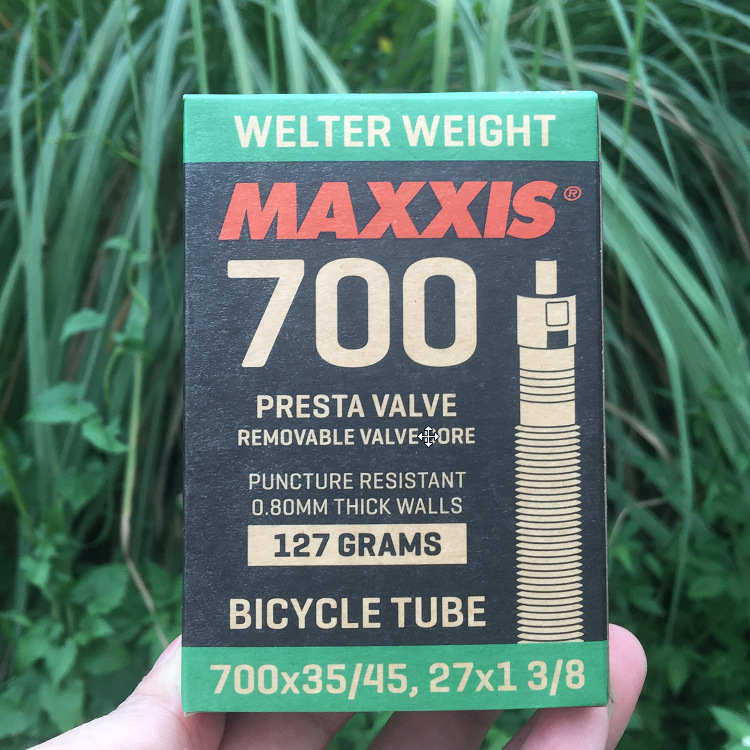 WELTER WEIGHT
MAXXIS®
700
PRESTA VALVE
REMOVABLE VALVE CORE
PUNCTURE RESISTANT
0.80MM THICK WALLS
127 GRAMS
BICYCLE TUBE
700x35/45, 27x1 3/8